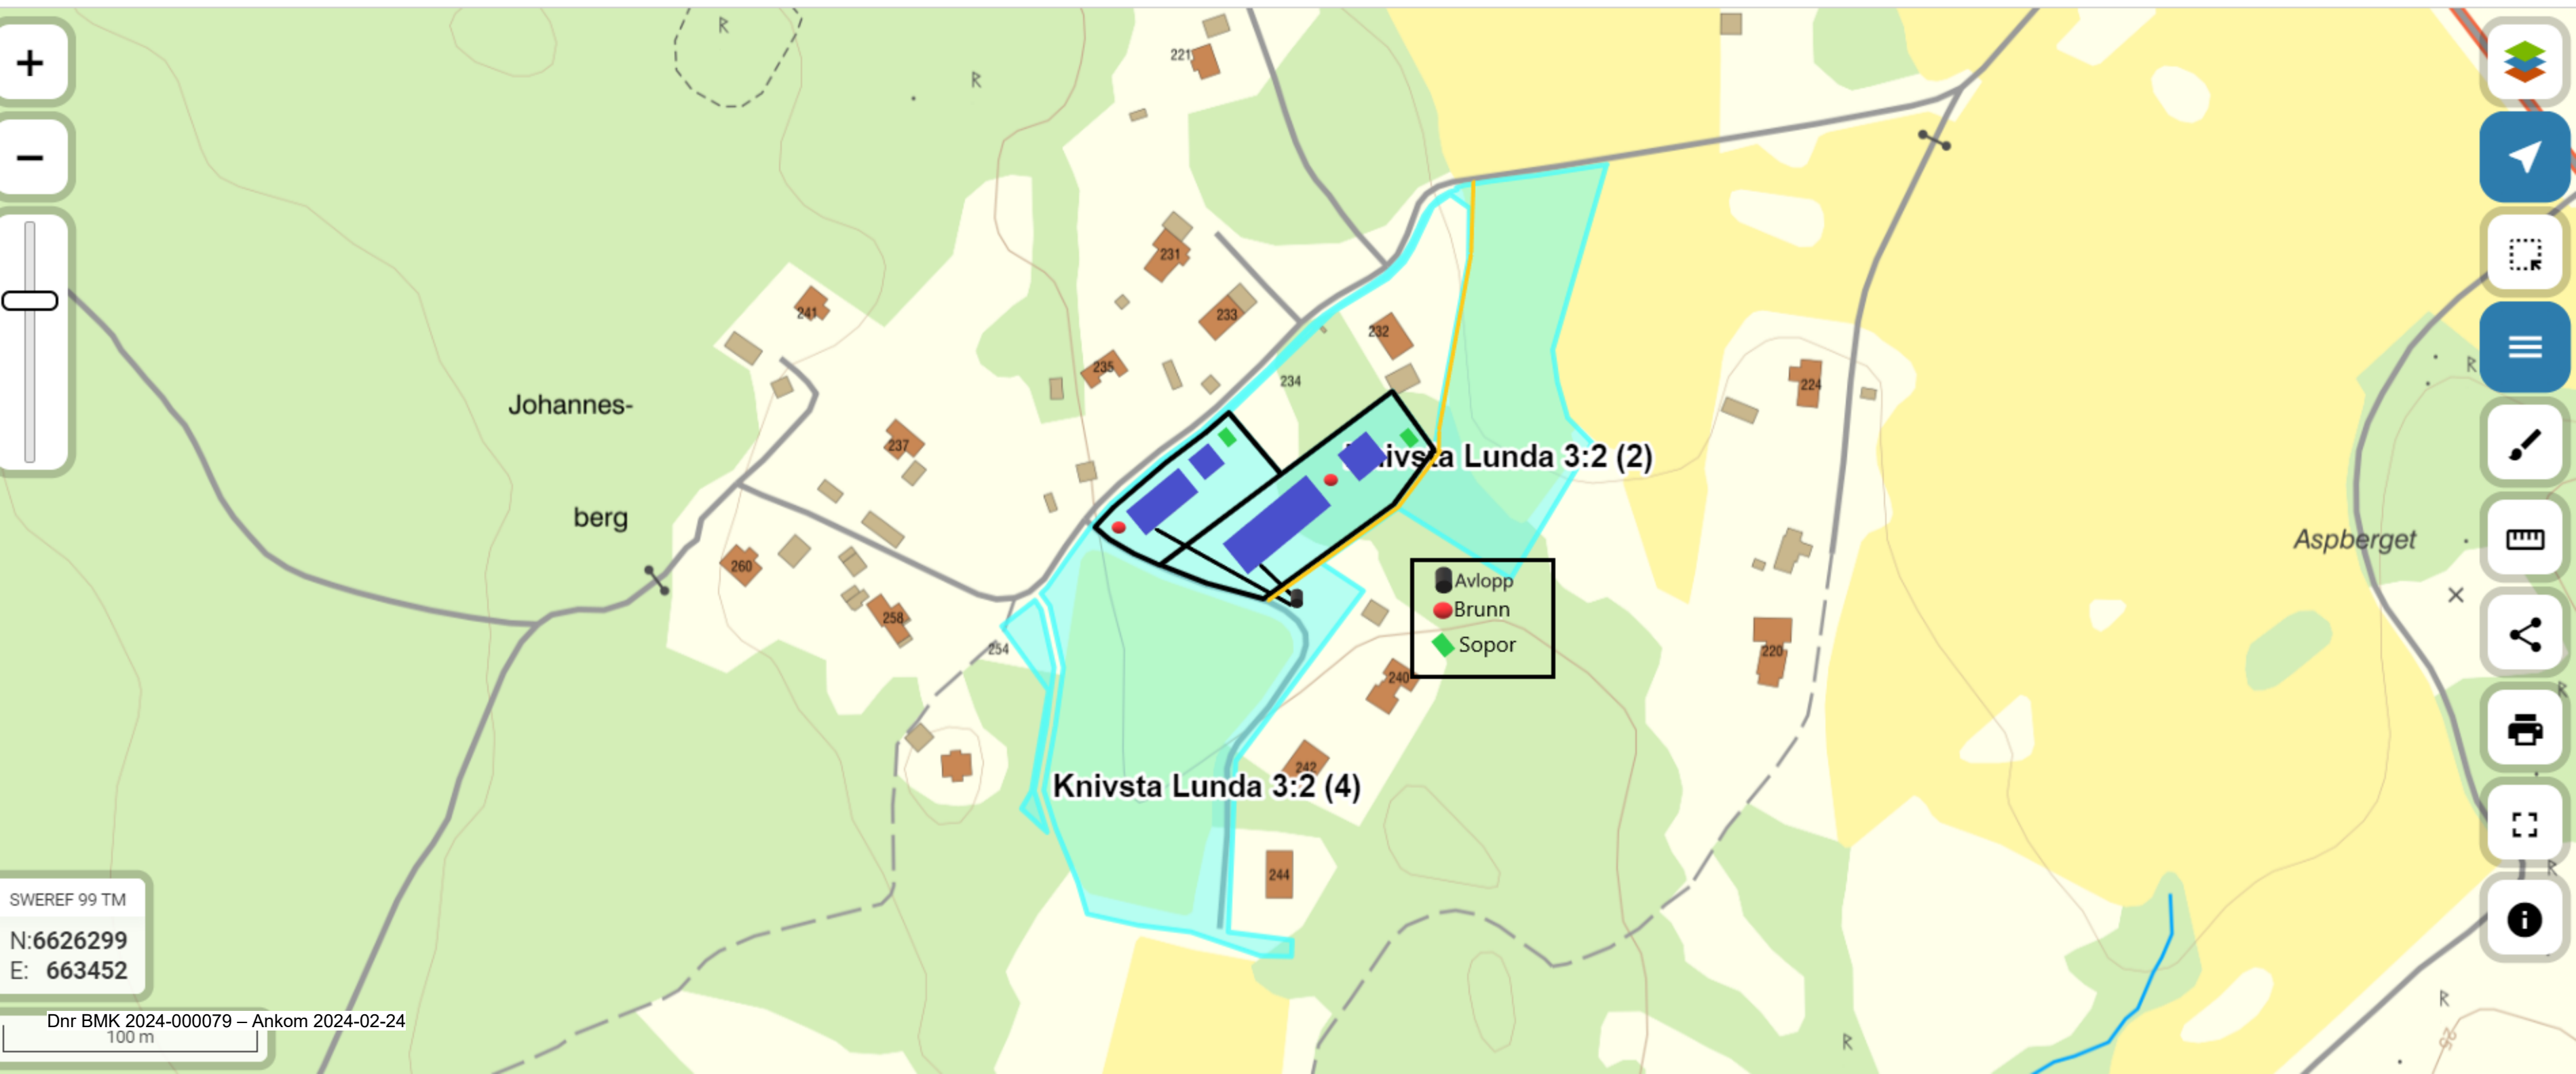 R
221
R
231
241
233
232
235
234
224
Johannes-
237
Knivsta Lunda 3:2 (2)
berg
Aspberget
260
Avlopp
Brunn
258
Sopor
254
220
240
242
Knivsta Lunda 3:2 (4)
244
SWEREF 99 TM
N:6626299
E: 663452
Dnr BMK 2024-000079 – Ankom 2024-02-24
100 m
R
R
R
R
R
25